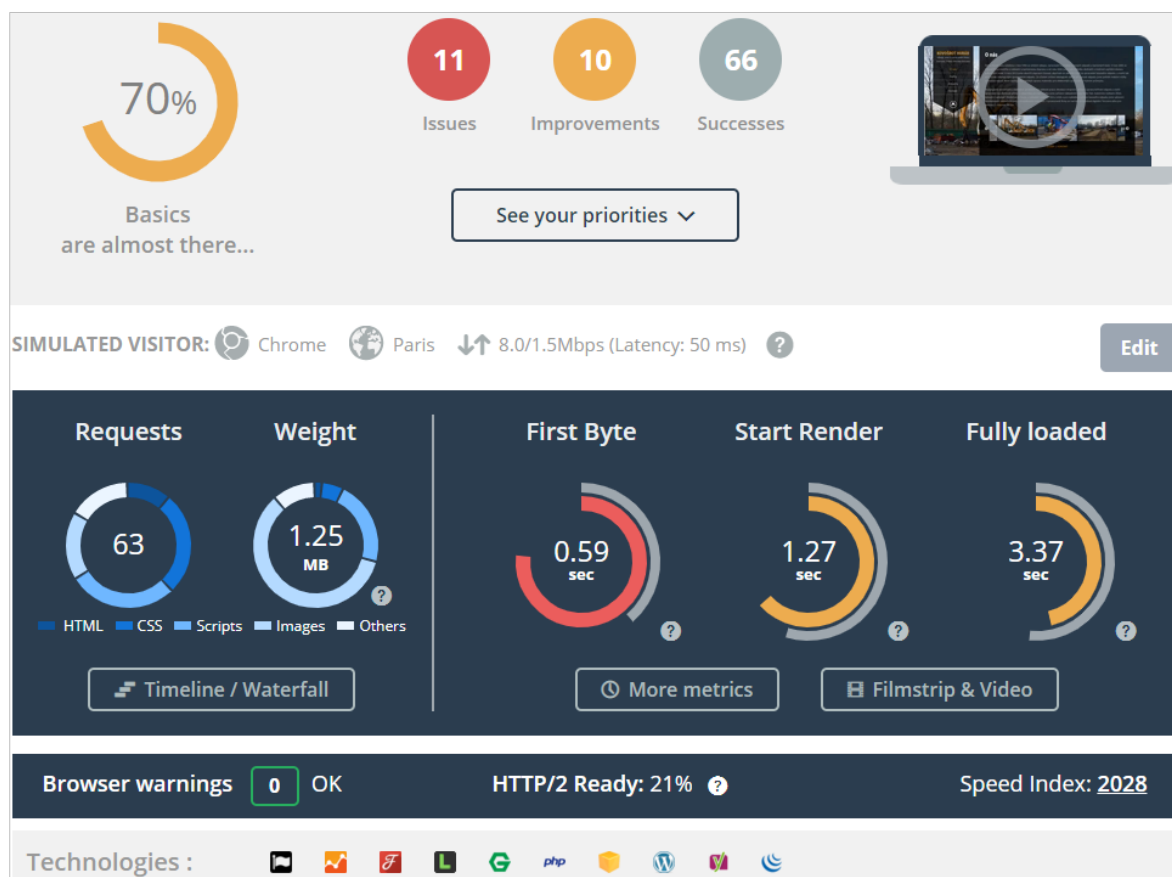 70%
Basics
are almost there...
11
Issues
10
Improvements
66
Successes
See your priorities
O nás
SIMULATED VISITOR: Chrome Paris 8.0/1.5Mbps (Latency: 50 ms) ?
Edit
Requests
63
Weight
1.25
MB
?
HTML CSS Scripts Images Others
Timeline / Waterfall
First Byte
0.59
sec
?
Start Render
1.27
sec
?
Fully loaded
3.37
sec
?
More metrics
Filmstrip & Video
Browser warnings 0 OK
HTTP/2 Ready: 21% ?
Speed Index: 2028
Technologies :
php